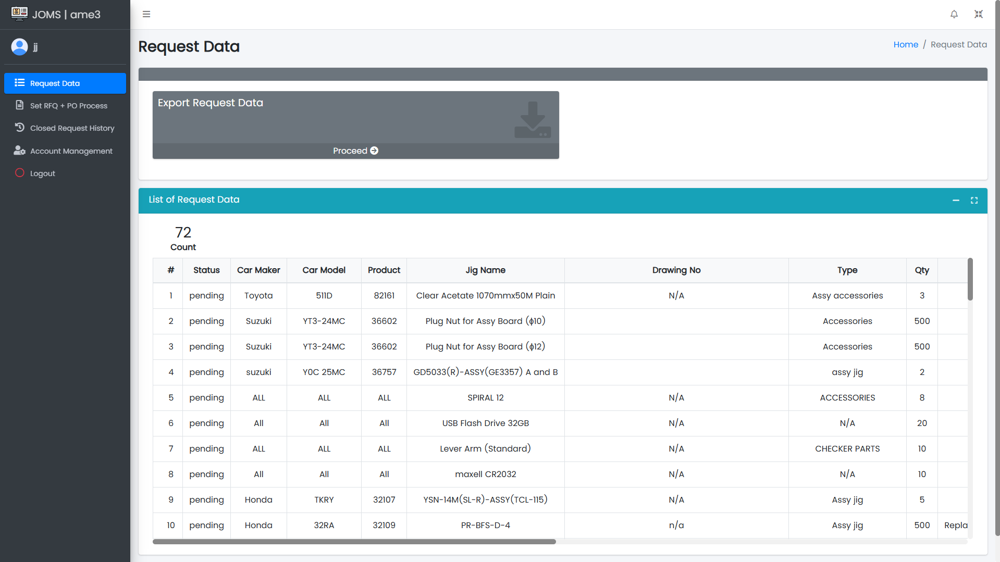 JOMS | ame3
jj
Request Data
Set RFQ + PO Process
Closed Request History
Account Management
Logout
Request Data
Home / Request Data
Export Request Data
Proceed
List of Request Data
72
Count
# Status Car Maker Car Model Product Jig Name Drawing No Type Qty
1 pending Toyota 511D 82161 Clear Acetate 1070mmx50M Plain N/A Assy accessories 3
2 pending Suzuki YT3-24MC 36602 Plug Nut for Assy Board (ϕ10) Accessories 500
3 pending Suzuki YT3-24MC 36602 Plug Nut for Assy Board (ϕ12) Accessories 500
4 pending suzuki Y0C 25MC 36757 GD5033(R)-ASSY(GE3357) A and B assy jig 2
5 pending ALL ALL ALL SPIRAL 12 N/A ACCESSORIES 8
6 pending All All All USB Flash Drive 32GB N/A N/A 20
7 pending ALL ALL ALL Lever Arm (Standard) N/A CHECKER PARTS 10
8 pending All All All maxell CR2032 N/A N/A 10
9 pending Honda TKRY 32107 YSN-14M(SL-R)-ASSY(TCL-115) N/A Assy jig 5
10 pending Honda 32RA 32109 PR-BFS-D-4 n/a Assy jig 500 Repla